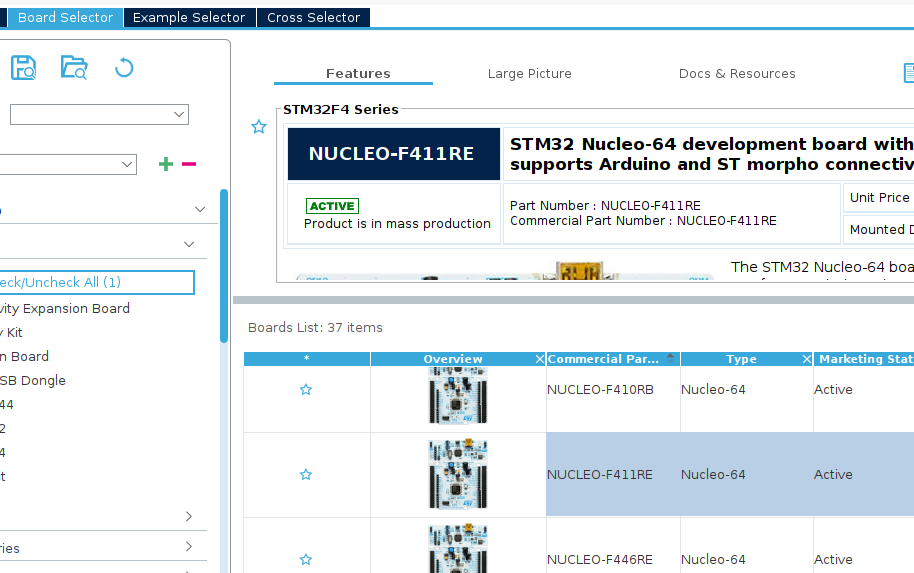 Board Selector Example Selector Cross Selector
Features Large Picture Docs & Resources
STM32F4 Series
NUCLEO-F411RE
STM32 Nucleo-64 development board with
supports Arduino and ST morpho connectiv
ACTIVE
Product is in mass production
Part Number : NUCLEO-F411RE
Commercial Part Number : NUCLEO-F411RE
Unit Price
Mounted D
The STM32 Nucleo-64 boa
eck/Uncheck All (1)
vity Expansion Board
y Kit
n Board
SB Dongle
44
2
4
t
ries
Boards List: 37 items
* Overview Commercial Par... Type Marketing Stat
NUCLEO-F410RB Nucleo-64 Active
NUCLEO-F411RE Nucleo-64 Active
NUCLEO-F446RE Nucleo-64 Active